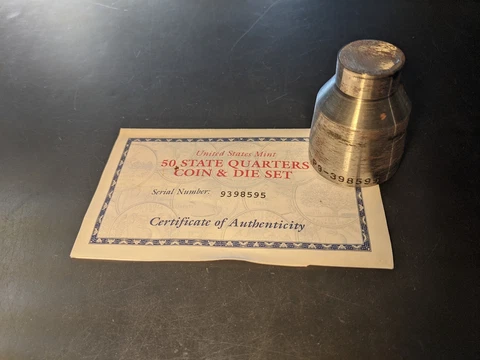 United States Mint
50 STATE QUARTERS
COIN & DIE SET
Serial Number: 9398595
Certificate of Authenticity